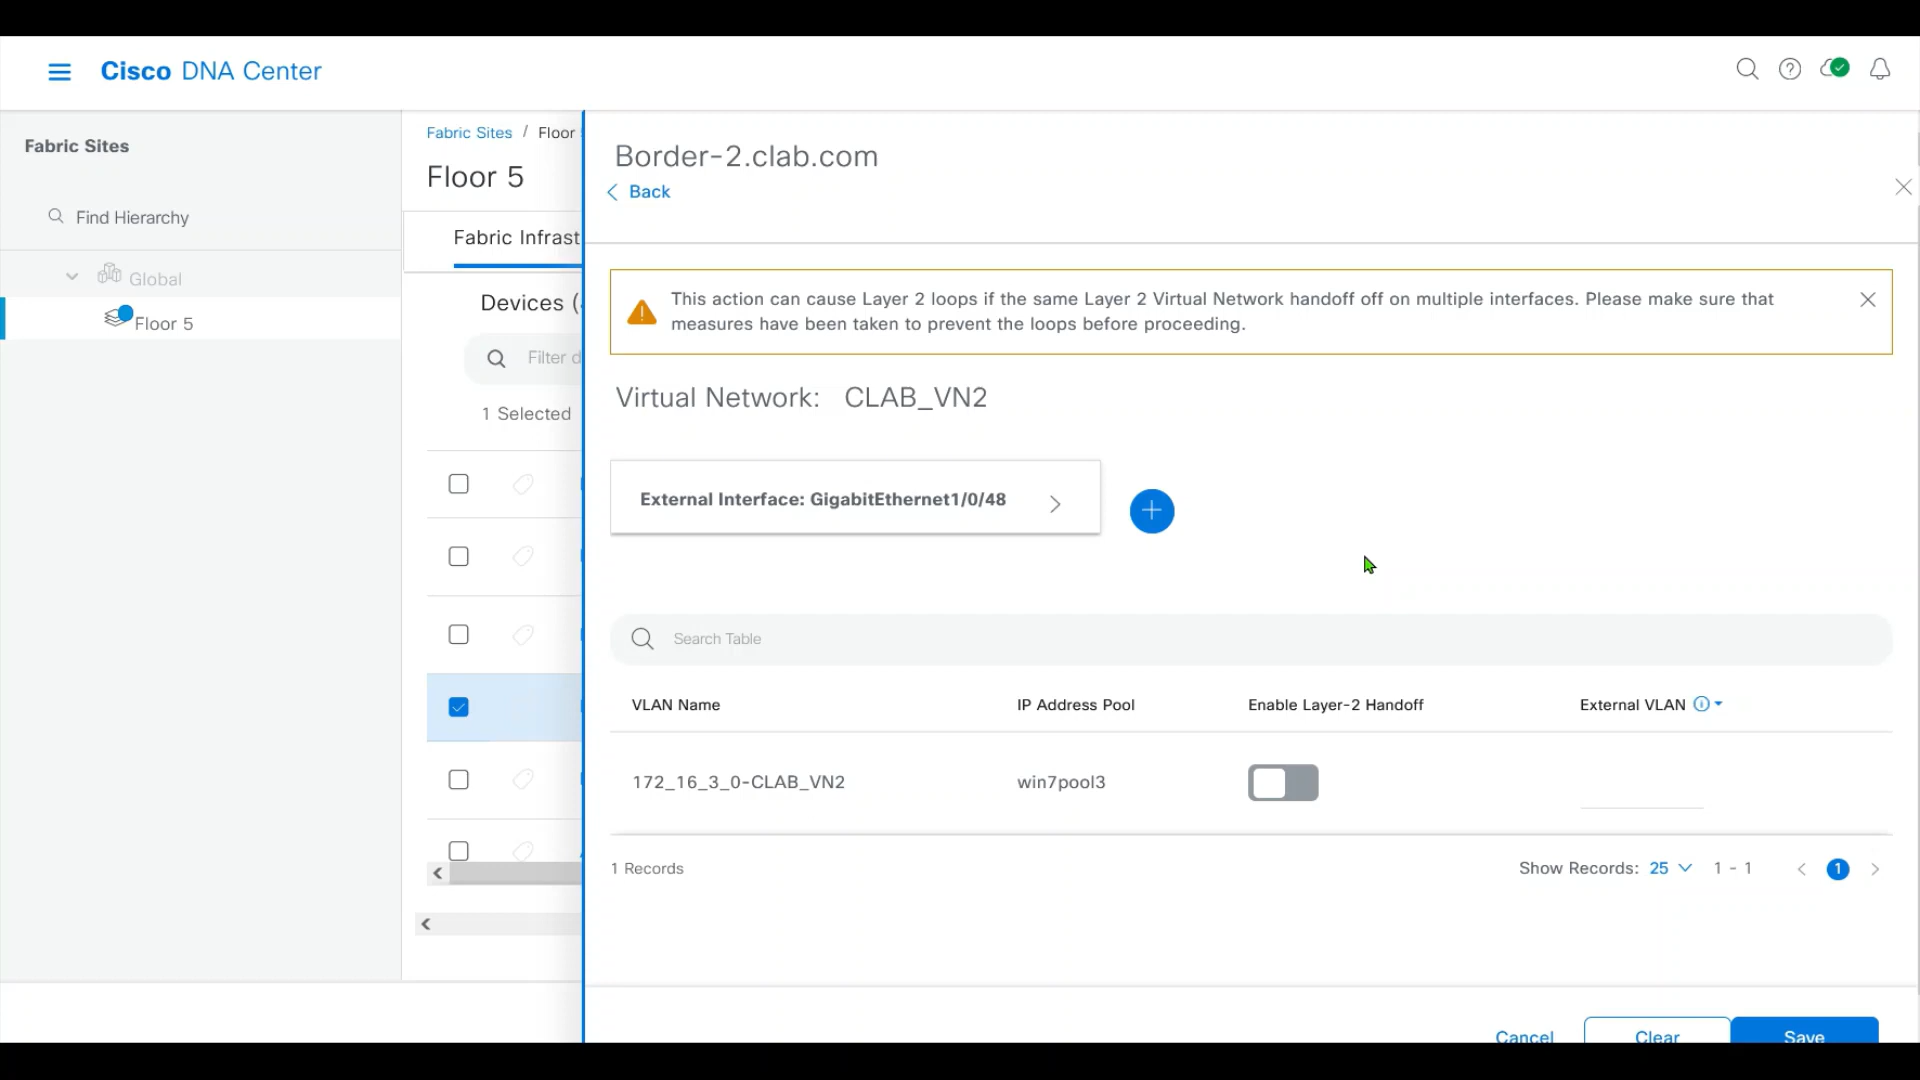 Cisco DNA Center
Fabric Sites
Find Hierarchy
Global
Floor 5
Fabric Sites / Floor
Floor 5
Fabric Infrast
Devices (
Filter d
1 Selected
Border-2.clab.com
Back
This action can cause Layer 2 loops if the same Layer 2 Virtual Network handoff off on multiple interfaces. Please make sure that
measures have been taken to prevent the loops before proceeding.
Virtual Network: CLAB_VN2
External Interface: GigabitEthernet1/0/48
Search Table
VLAN Name IP Address Pool Enable Layer-2 Handoff External VLAN
172_16_3_0-CLAB_VN2 win7pool3
1 Records Show Records: 25 1 - 1 1
Cancel Clear Save